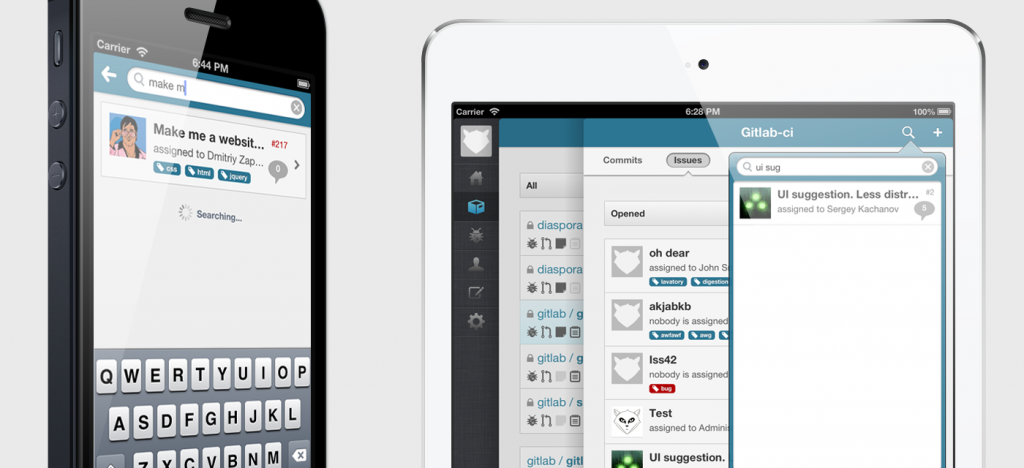 Carrier
6:44 PM
make m
Make me a websit...
#217
assigned to Dmitriy Zap...
0
css
html
jquery
Searching...
Q W E R T Y U I O P
A S D F G H J K L
Z X C V B N M
Carrier
6:28 PM
100%
Gitlab-ci
Commits
Issues
ui sug
UI suggestion. Less distr...
#2
assigned to Sergey Kachanov
5
All
diaspora
diaspora
gitlab / g
gitlab / g
gitlab / s
gitlab / gitl
Opened
oh dear
assigned to John S
lavatory
digestion
akjabkb
nobody is assigned
awfawf
awg
lss42
nobody is assigned
bug
Test
assigned to Adminis
UI suggestion.